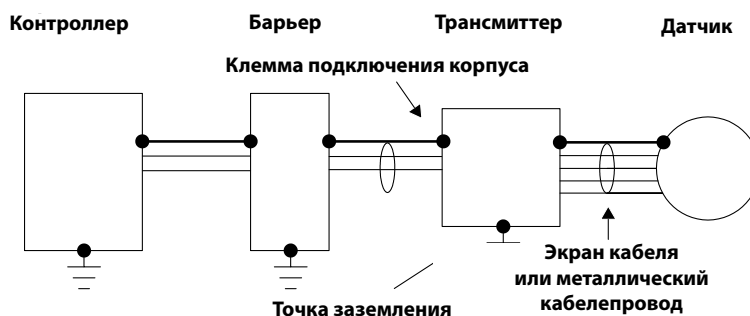 Контроллер Барьер Трансмиттер Датчик
Клемма подключения корпуса
Экран кабеля
или металлический
кабелепровод
Точка заземления